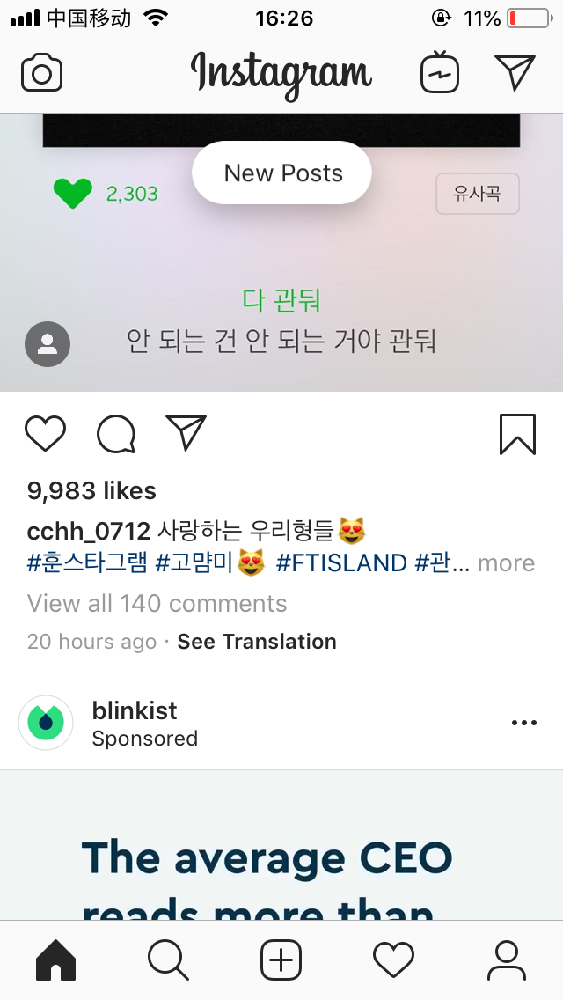 中国移动 16:26 11%
Instagram
New Posts
2,303
유사곡
다 관둬
안 되는 건 안 되는 거야 관둬
9,983 likes
cchh_0712 사랑하는 우리형들😻
#훈스타그램 #고먐미😻 #FTISLAND #관... more
View all 140 comments
20 hours ago · See Translation
blinkist
Sponsored
The average CEO
reads more than